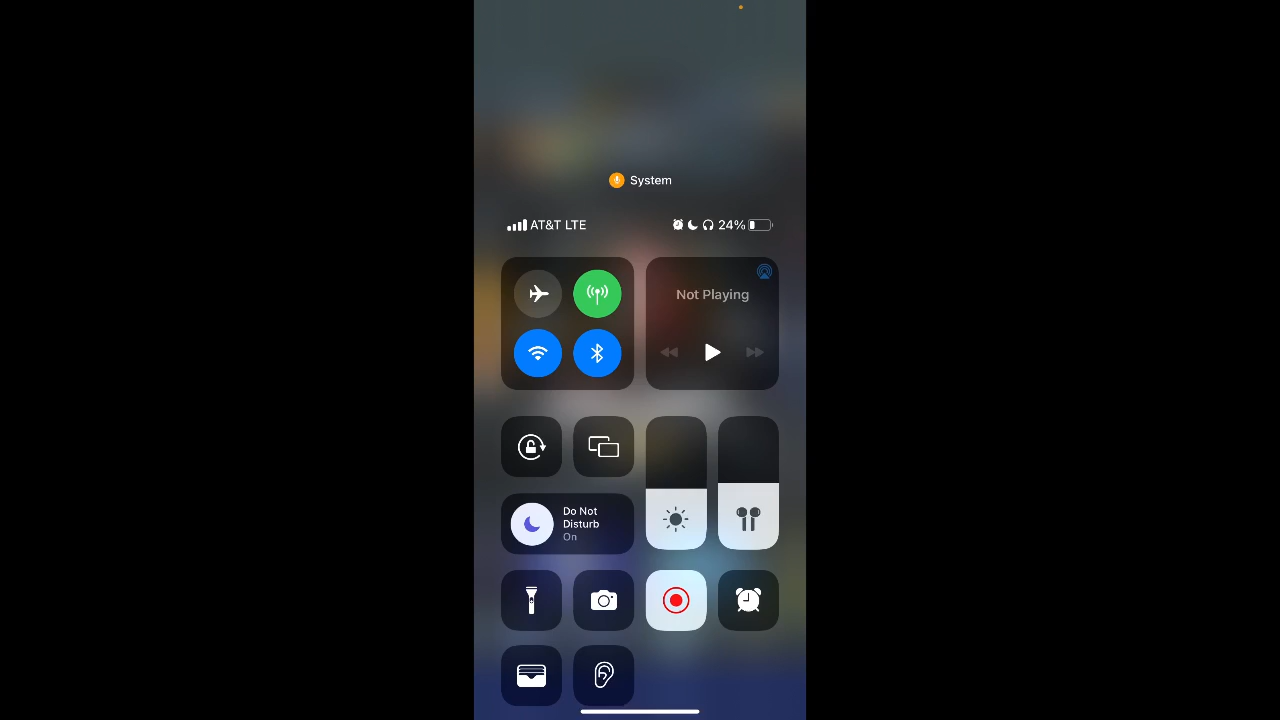 System
AT&T LTE
24%
Not Playing
Do Not
Disturb
On